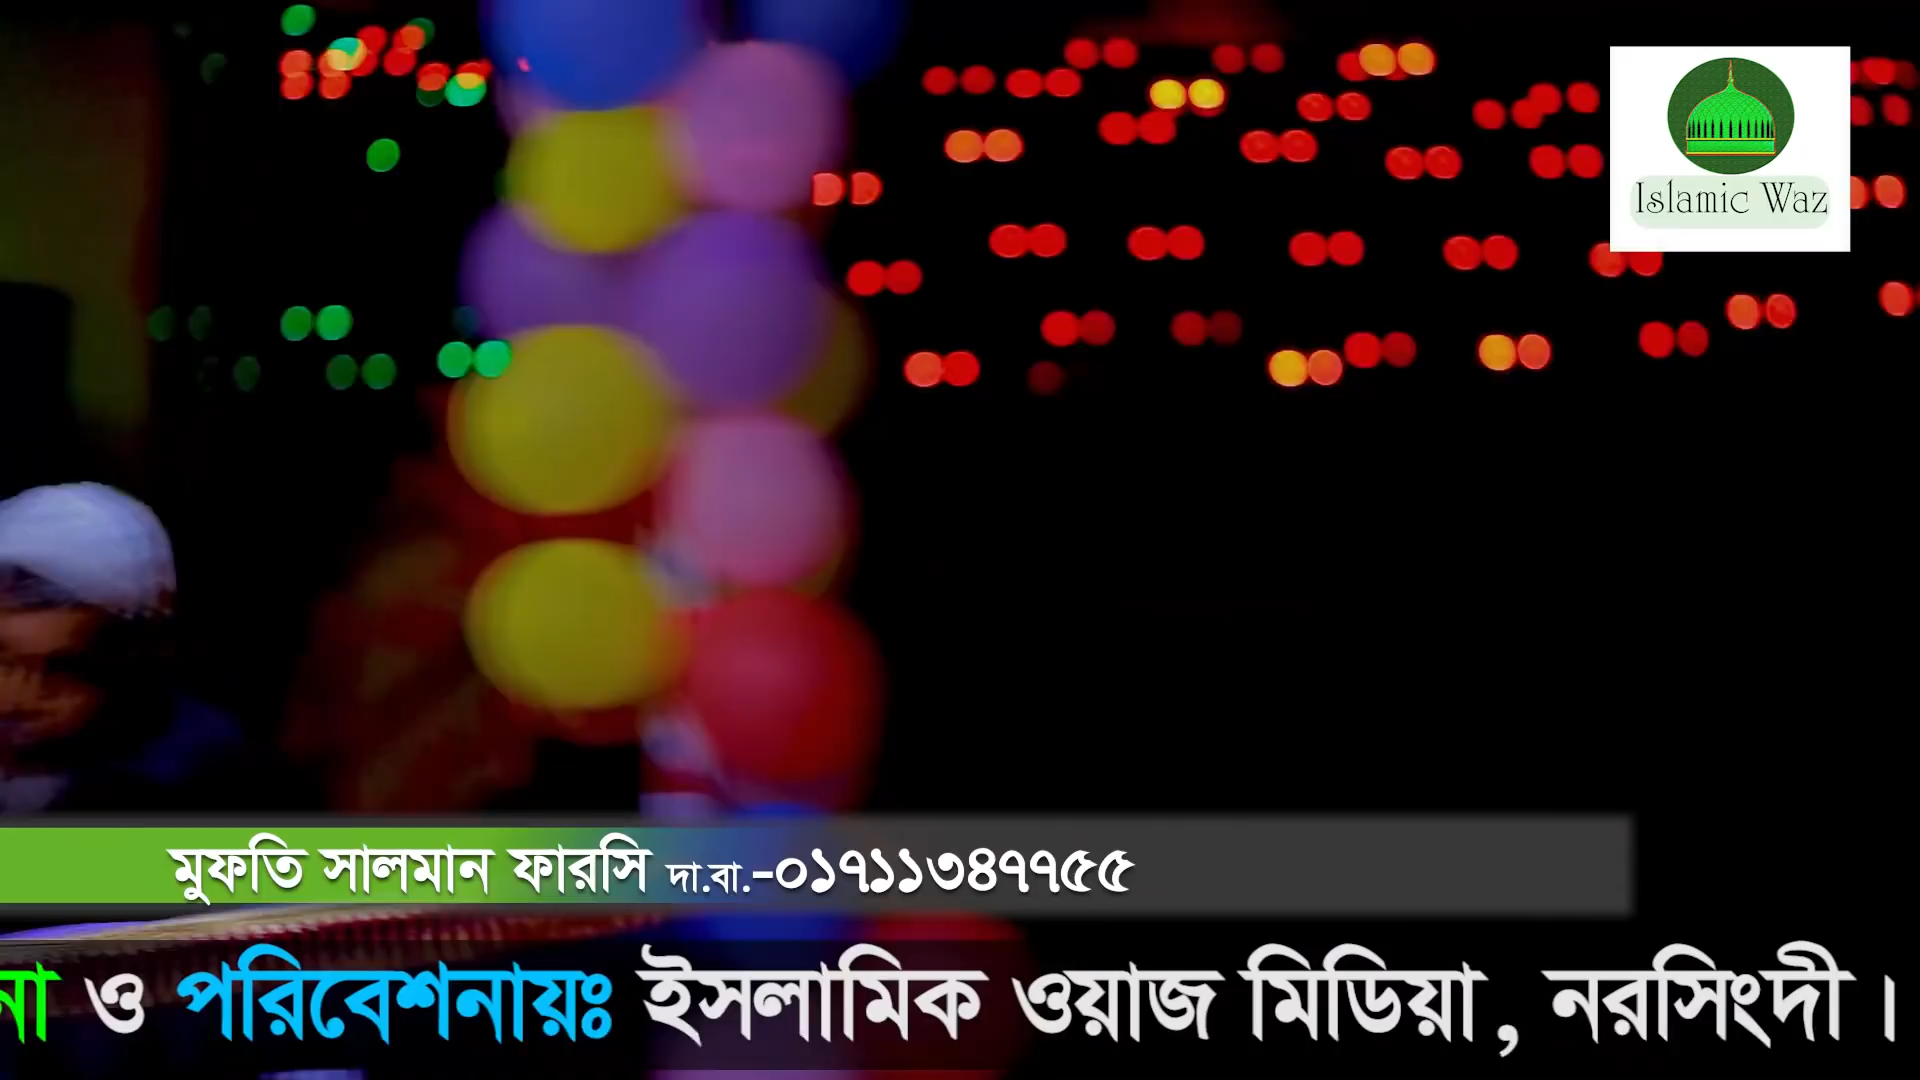 Islamic Waz
মুফতি সালমান ফারসি দা.বা.-০১৭১১৩৪৭৭৫৫
ও পরিবেশনায়ঃ ইসলামিক ওয়াজ মিডিয়া, নরসিংদী।